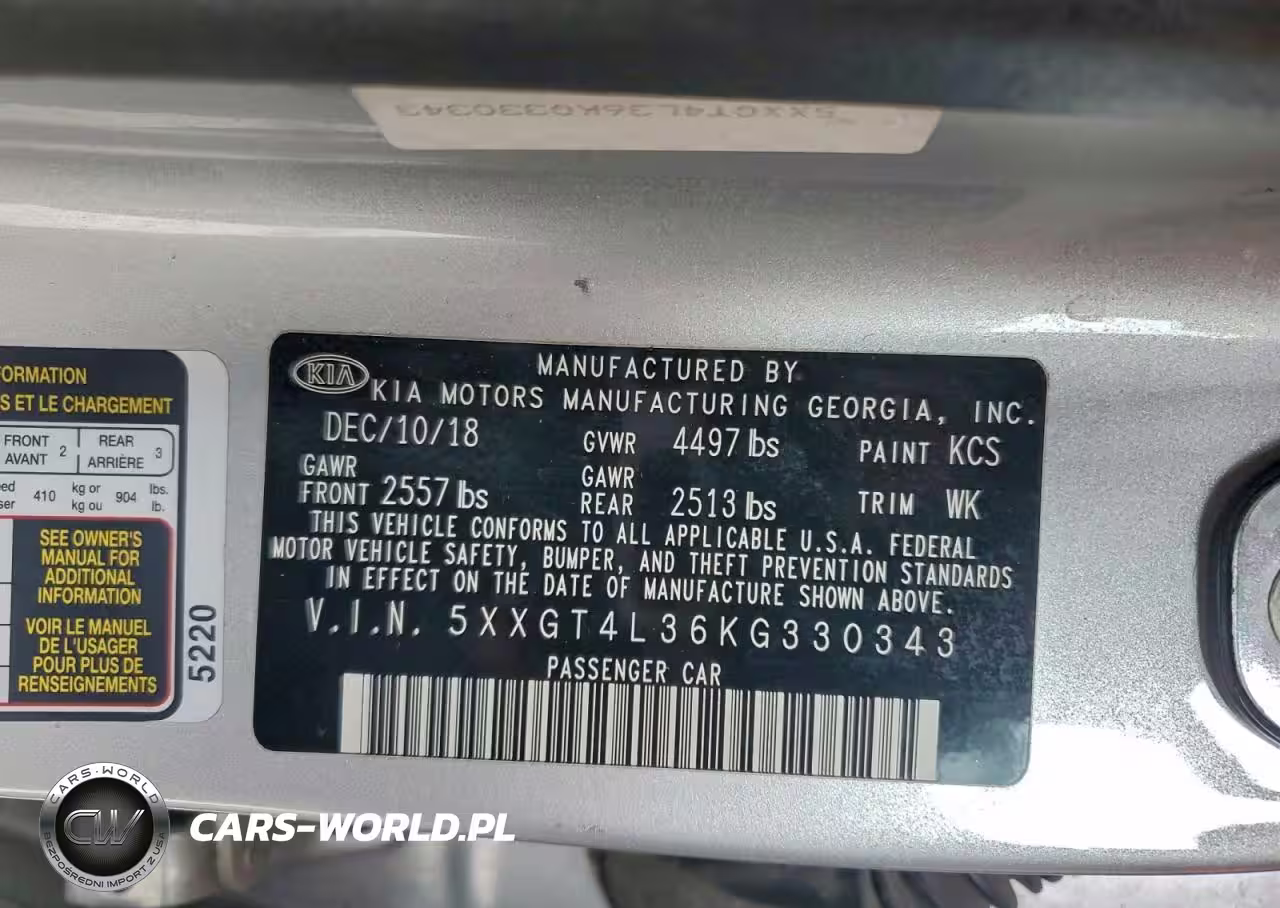 5XXGT4L36KG330343
FORMATION
S ET LE CHARGEMENT
FRONT
AVANT 2
REAR
ARRIÈRE 3
410 kg or
kg ou 904 lbs.
lb.
SEE OWNER'S
MANUAL FOR
ADDITIONAL
INFORMATION
VOIR LE MANUEL
DE L'USAGER
POUR PLUS DE
RENSEIGNEMENTS
5220
KIA
MANUFACTURED BY
KIA MOTORS MANUFACTURING GEORGIA, INC.
DEC/10/18 GVWR 4497 lbs PAINT KCS
GAWR
FRONT 2557 lbs
GAWR
REAR 2513 lbs TRIM WK
THIS VEHICLE CONFORMS TO ALL APPLICABLE U.S.A. FEDERAL
MOTOR VEHICLE SAFETY, BUMPER, AND THEFT PREVENTION STANDARDS
IN EFFECT ON THE DATE OF MANUFACTURE SHOWN ABOVE.
V.I.N. 5XXGT4L36KG330343
PASSENGER CAR
CARS-WORLD
CW
BEZPOŚREDNI IMPORT Z USA
CARS-WORLD.PL